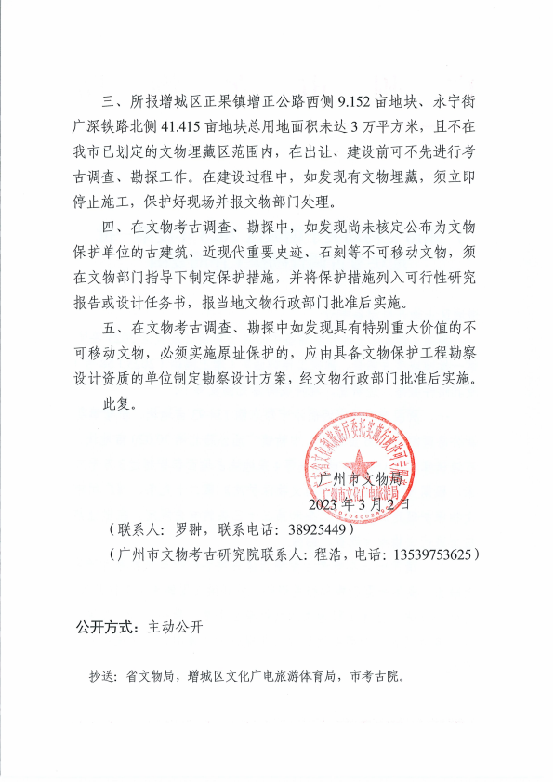 三、所报增城区正果镇增正公路西侧 9.152 亩地块、永宁街
广深铁路北侧 41.415 亩地块总用地面积未达 3 万平方米，且不在
我市已划定的文物埋藏区范围内，在出让、建设前可不先进行考
古调查、勘探工作。在建设过程中，如发现有文物埋藏，须立即
停止施工，保护好现场并报文物部门处理。
四、在文物考古调查、勘探中，如发现尚未核定公布为文物
保护单位的古建筑，近现代重要史迹、石刻等不可移动文物，须
在文物部门指导下制定保护措施，并将保护措施列入可行性研究
报告或设计任务书，报当地文物行政部门批准后实施。
五、在文物考古调查、勘探中如发现具有特别重大价值的不
可移动文物，必须实施原址保护的，应由具备文物保护工程勘察
设计资质的单位制定勘察设计方案，经文物行政部门批准后实施。
此复。
广州市文物局
广州市文化广电旅游局
2023 年 3 月 2 日
（联系人：罗翀，联系电话：38925449）
（广州市文物考古研究院联系人：程浩，电话：13539753625）
公开方式：主动公开
抄送：省文物局，增城区文化广电旅游体育局，市考古院。